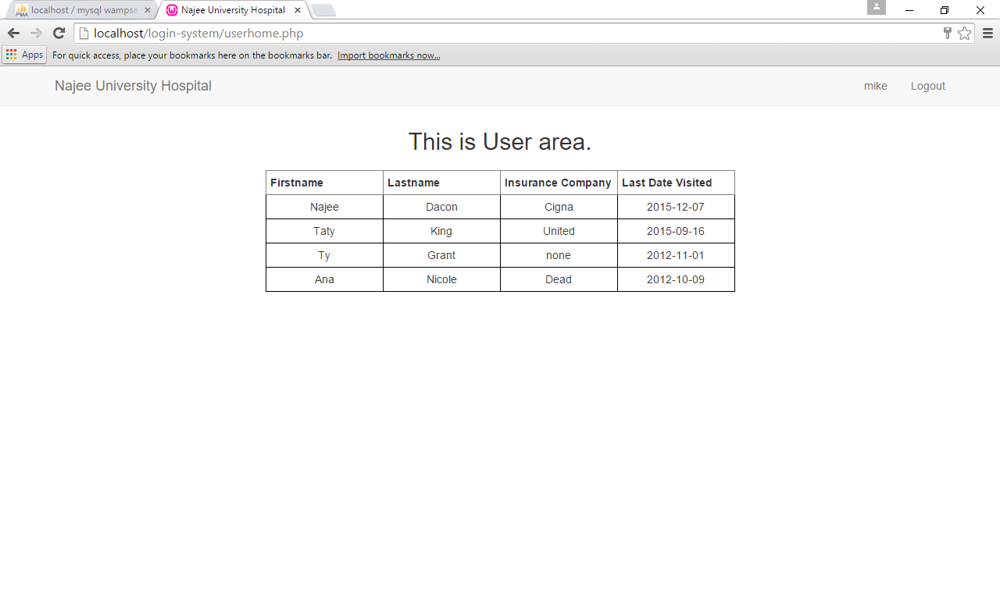 localhost / mysql wampse
Najee University Hospital
localhost/login-system/userhome.php
Apps For quick access, place your bookmarks here on the bookmarks bar. Import bookmarks now...
Najee University Hospital mike Logout
This is User area.
Firstname Lastname Insurance Company Last Date Visited
Najee Dacon Cigna 2015-12-07
Taty King United 2015-09-16
Ty Grant none 2012-11-01
Ana Nicole Dead 2012-10-09